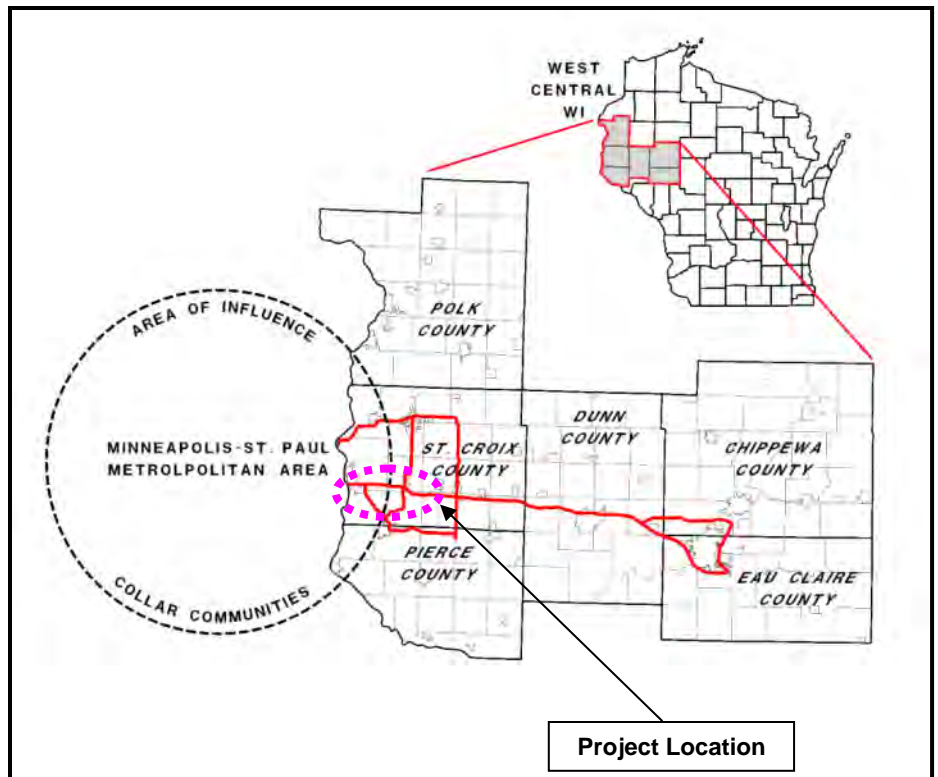 WEST
CENTRAL
WI
POLK
COUNTY
AREA OF INFLUENCE
MINNEAPOLIS-ST. PAUL
METROLPOLITAN AREA
ST. CROIX
COUNTY
DUNN
COUNTY
CHIPPEWA
COUNTY
PIERCE
COUNTY
EAU CLAIRE
COUNTY
COLLAR COMMUNITIES
Project Location